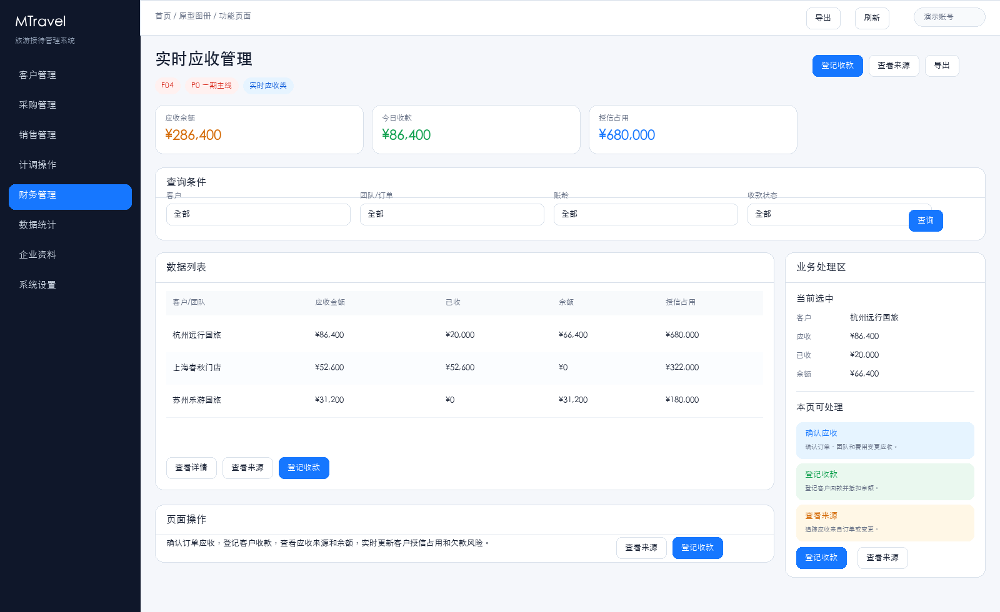 MTravel
旅游接待管理系统
客户管理
采购管理
销售管理
计调操作
财务管理
数据统计
企业资料
系统设置
首页 / 原型图册 / 功能页面
导出
刷新
演示账号
实时应收管理
登记收款
查看来源
导出
F04
P0 一期主线
实时应收类
应收余额
¥286,400
今日收款
¥86,400
授信占用
¥680,000
查询条件
客户
团队/订单
账龄
收款状态
全部
全部
全部
全部
查询
数据列表
客户/团队 应收金额 已收 余额 授信占用
杭州远行国旅 ¥86,400 ¥20,000 ¥66,400 ¥680,000
上海春秋门店 ¥52,600 ¥52,600 ¥0 ¥322,000
苏州乐游国旅 ¥31,200 ¥0 ¥31,200 ¥180,000
查看详情
查看来源
登记收款
页面操作
确认订单应收，登记客户收款，查看应收来源和余额，实时更新客户授信占用和欠款风险。
查看来源
登记收款
业务处理区
当前选中
客户 杭州远行国旅
应收 ¥86,400
已收 ¥20,000
余额 ¥66,400
本页可处理
确认应收
确认订单、团队和费用变更应收。
登记收款
登记客户回款并抵扣余额。
查看来源
追踪应收来自订单或变更。
登记收款
查看来源